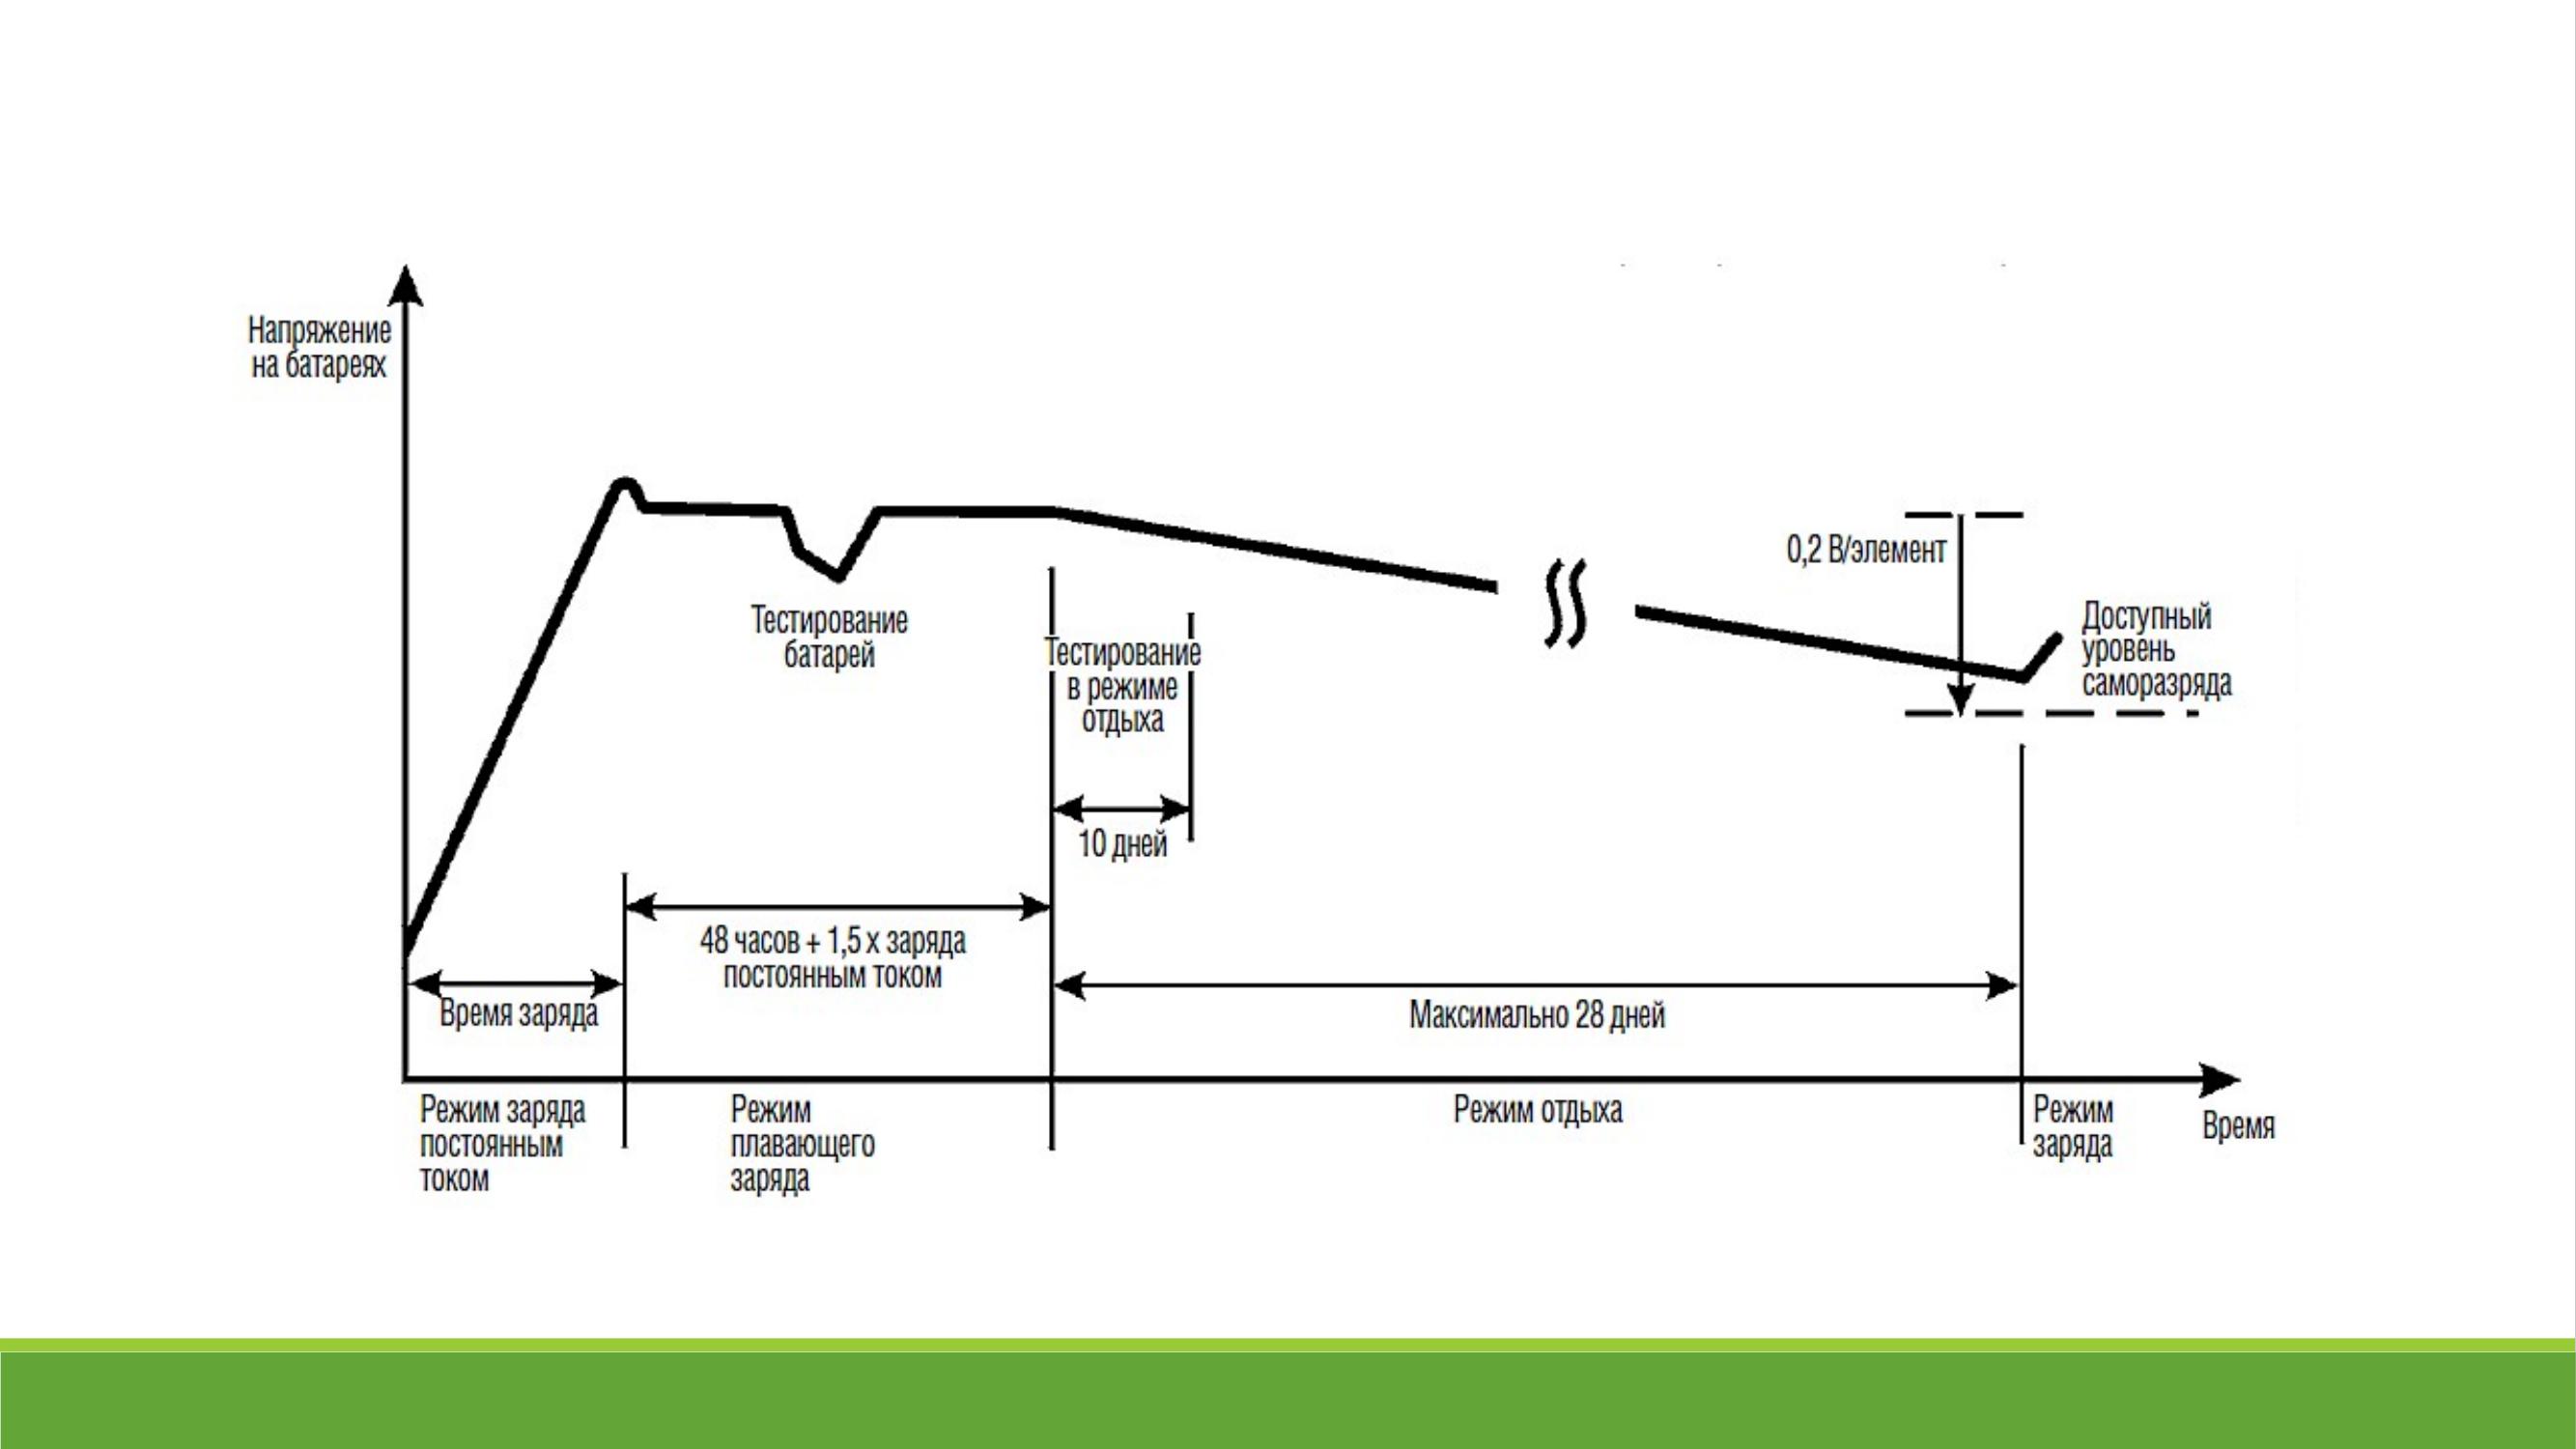 Напряжение
на батареях
0,2 В/элемент
Доступный
уровень
саморазряда
Тестирование
батарей
Тестирование
в режиме
отдыха
10 дней
48 часов + 1,5 х заряда
постоянным током
Время заряда
Максимально 28 дней
Режим заряда
постоянным
током
Режим
плавающего
заряда
Режим отдыха
Режим
заряда
Время